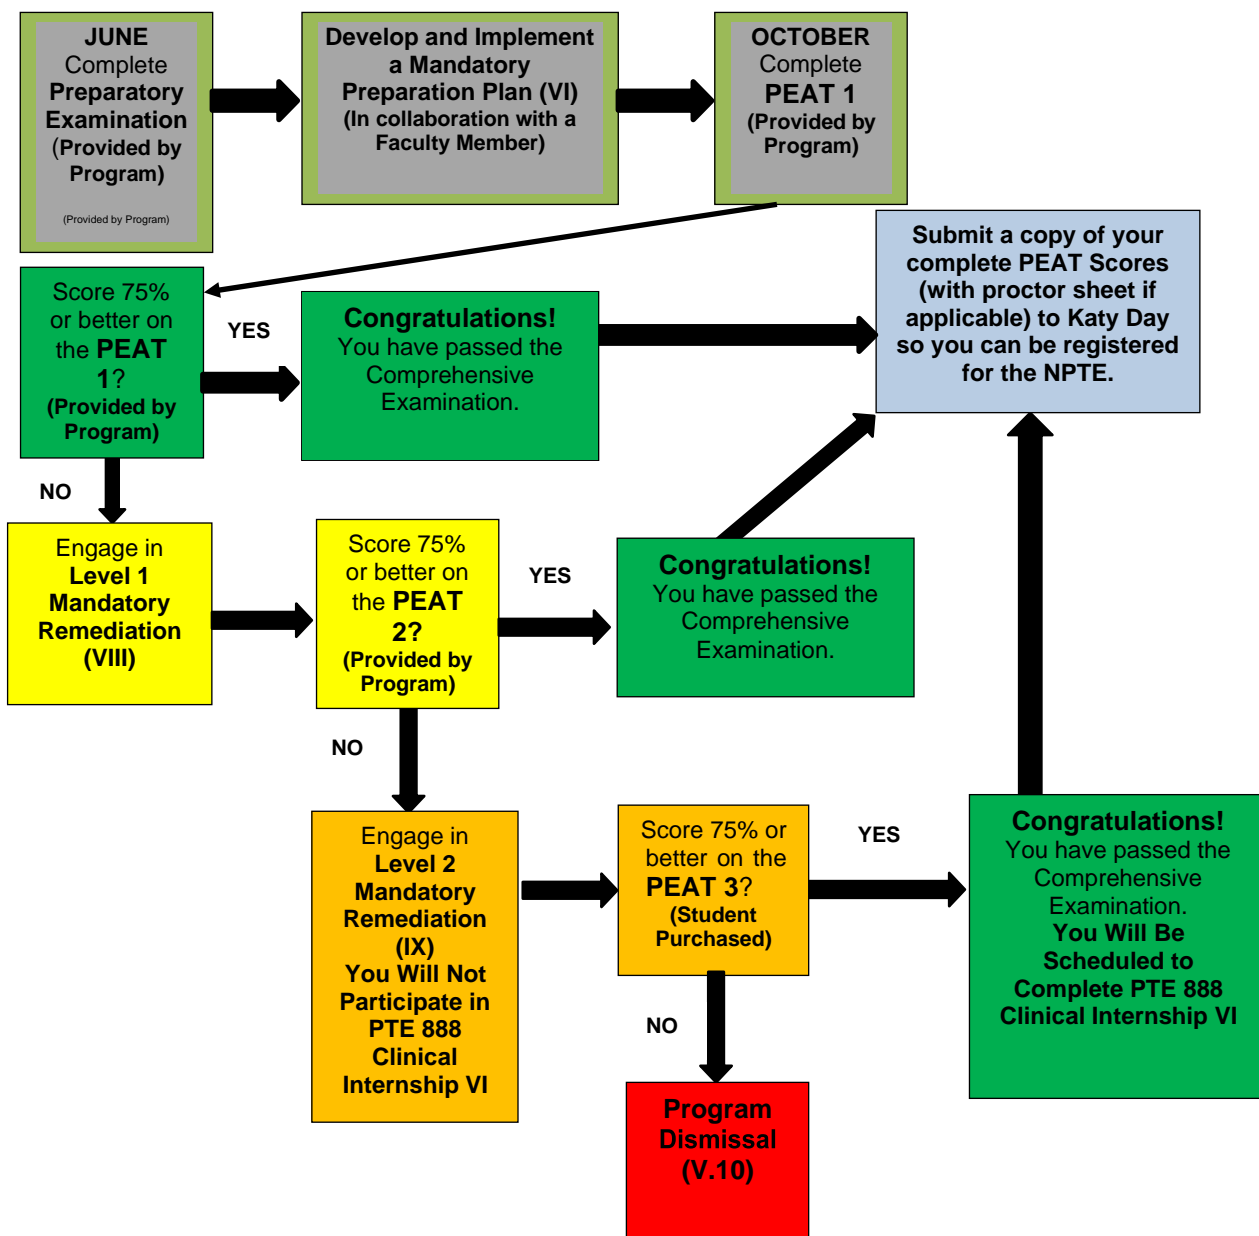 JUNE
Complete
Preparatory
Examination
(Provided by
Program)
(Provided by Program)
Develop and Implement
a Mandatory
Preparation Plan (VI)
(In collaboration with a
Faculty Member)
OCTOBER
Complete
PEAT 1
(Provided by
Program)
Submit a copy of your
complete PEAT Scores
(with proctor sheet if
applicable) to Katy Day
so you can be registered
for the NPTE.
Score 75%
or better on
the PEAT
1?
(Provided by
Program)
YES
Congratulations!
You have passed the
Comprehensive
Examination.
NO
Engage in
Level 1
Mandatory
Remediation
(VIII)
Score 75%
or better on
the PEAT
2?
(Provided by
Program)
YES
Congratulations!
You have passed the
Comprehensive
Examination.
NO
Engage in
Level 2
Mandatory
Remediation
(IX)
You Will Not
Participate in
PTE 888
Clinical
Internship VI
Score 75% or
better on the
PEAT 3?
(Student
Purchased)
YES
Congratulations!
You have passed the
Comprehensive
Examination.
You Will Be
Scheduled to
Complete PTE 888
Clinical Internship VI
NO
Program
Dismissal
(V.10)